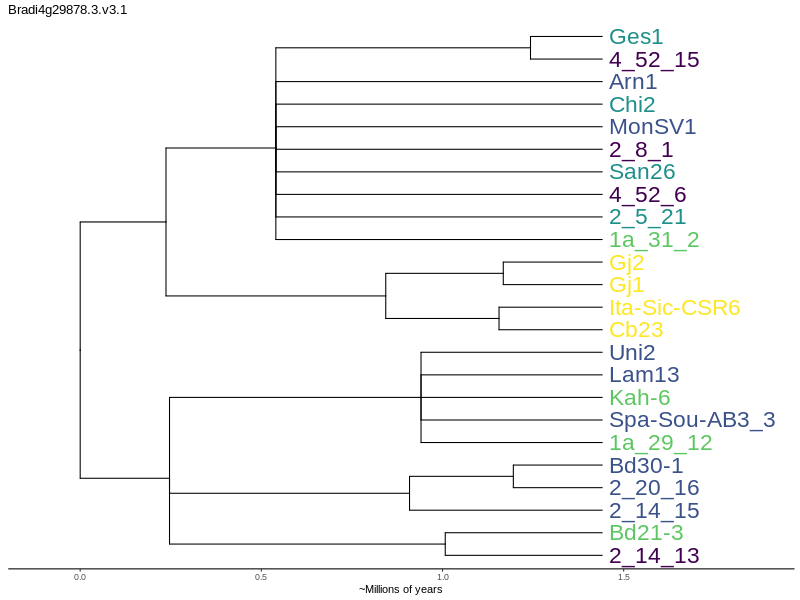 Bradi4g29878.3.v3.1
Ges1
4_52_15
Arn1
Chi2
MonSV1
2_8_1
San26
4_52_6
2_5_21
1a_31_2
Gj2
Gj1
Ita-Sic-CSR6
Cb23
Uni2
Lam13
Kah-6
Spa-Sou-AB3_3
1a_29_12
Bd30-1
2_20_16
2_14_15
Bd21-3
2_14_13
0.0 0.5 1.0 1.5
~Millions of years